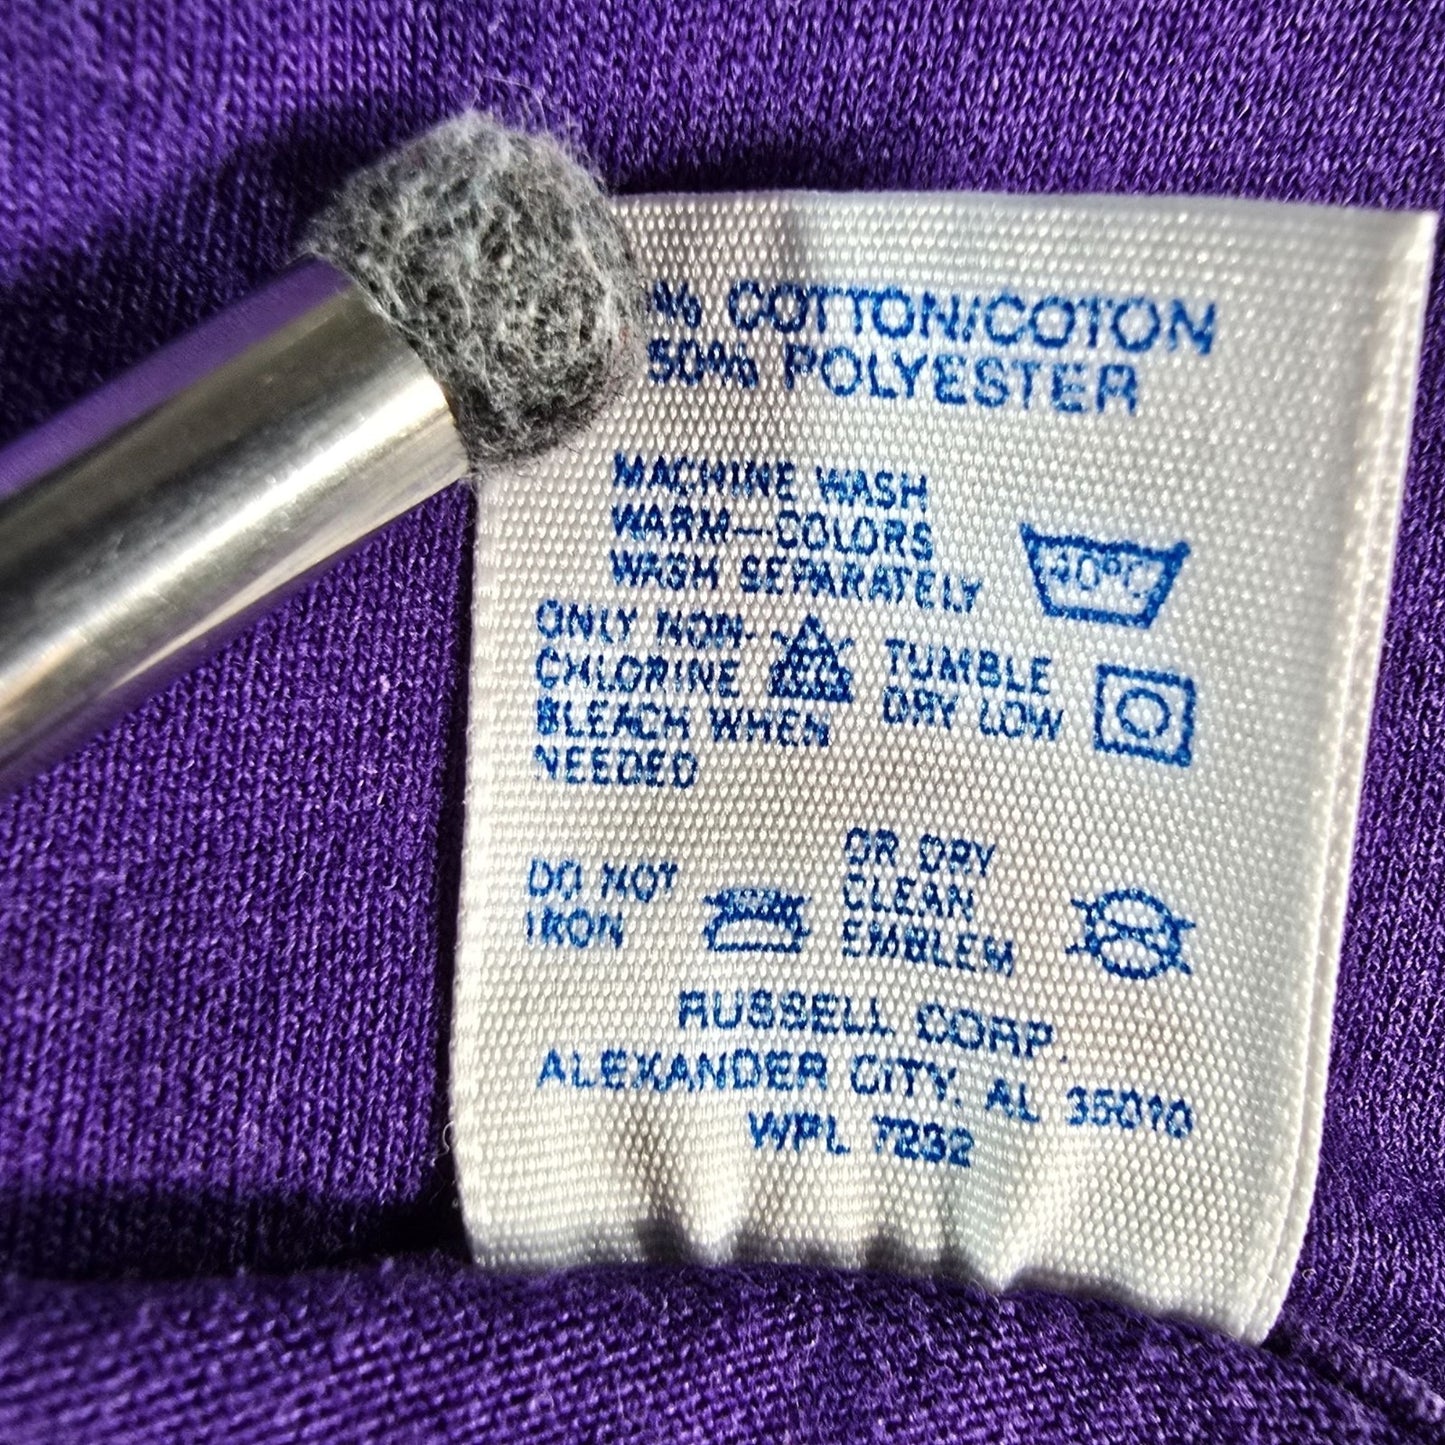 % COTTON/COTON
50% POLYESTER
MACHINE WASH
WARM—COLORS
WASH SEPARATELY
40°C
ONLY NON-
CHLORINE
BLEACH WHEN
NEEDED
TUMBLE
DRY LOW
DO NOT
IRON
OR DRY
CLEAN
EMBLEM
RUSSELL CORP.
ALEXANDER CITY, AL 35010
WPL 7232